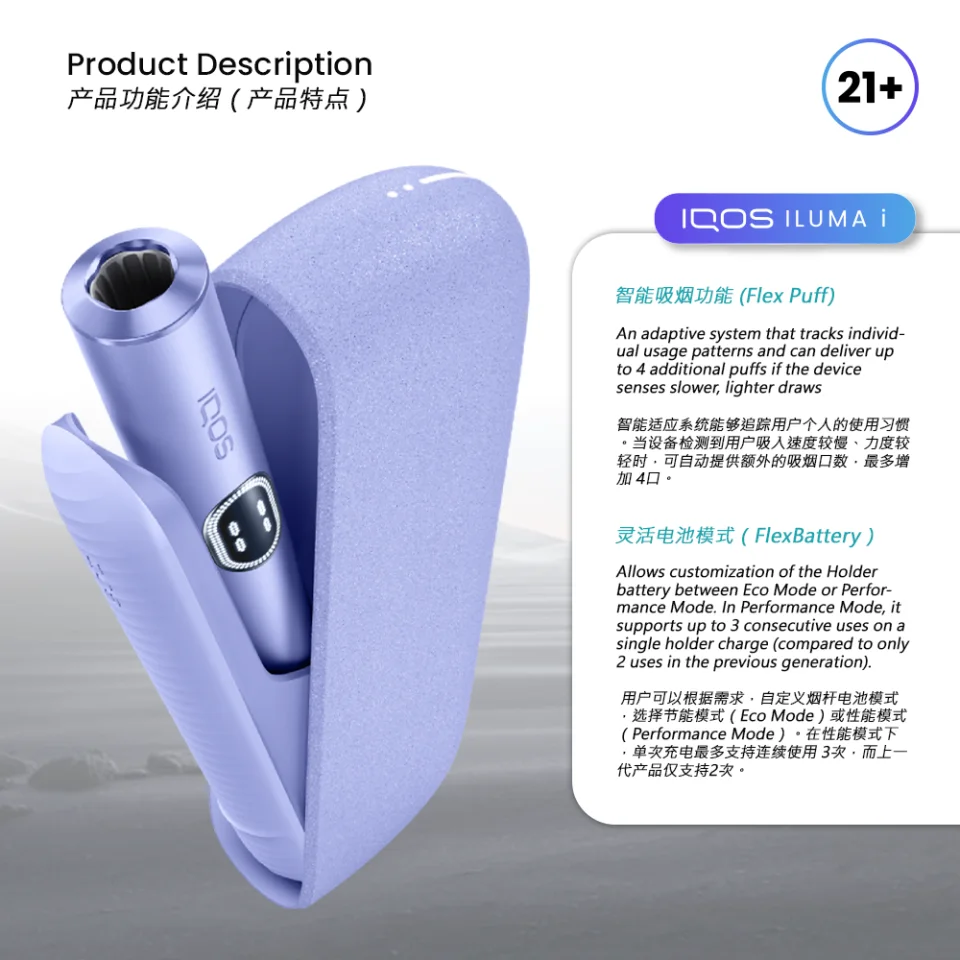 Product Description
产品功能介绍（产品特点）
21+
IQOS ILUMA i
IQOS
智能吸烟功能 (Flex Puff)
An adaptive system that tracks individ-
ual usage patterns and can deliver up
to 4 additional puffs if the device
senses slower, lighter draws
智能适应系统能够追踪用户个人的使用习惯
。当设备检测到用户吸入速度较慢、力度较
轻时，可自动提供额外的吸烟口数，最多增
加 4口。
灵活电池模式（FlexBattery）
Allows customization of the Holder
battery between Eco Mode or Perfor-
mance Mode. In Performance Mode, it
supports up to 3 consecutive uses on a
single holder charge (compared to only
2 uses in the previous generation).
用户可以根据需求，自定义烟杆电池模式
，选择节能模式（Eco Mode）或性能模式
（Performance Mode）。在性能模式下
，单次充电最多支持连续使用 3次，而上一
代产品仅支持2次。